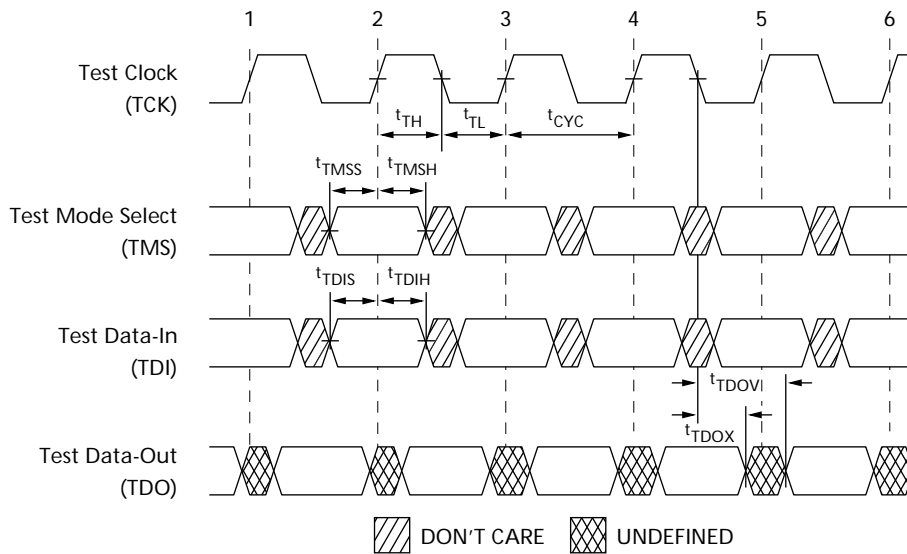 1 2 3 4 5 6
Test Clock
(TCK)
tTH tTL tCYC
tTMSS tTMSH
Test Mode Select
(TMS)
tTDIS tTDIH
Test Data-In
(TDI)
tTDOV
tTDOX
Test Data-Out
(TDO)
DON'T CARE UNDEFINED